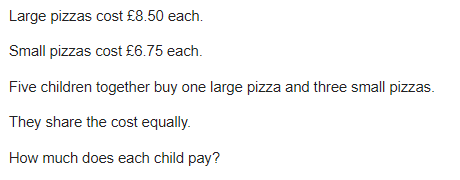 Large pizzas cost £8.50 each.
Small pizzas cost £6.75 each.
Five children together buy one large pizza and three small pizzas.
They share the cost equally.
How much does each child pay?